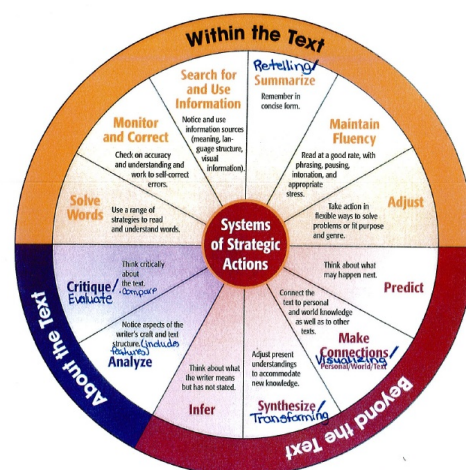 Within the Text
Retelling/
Summarize
Remember in
concise form.
Search for
and Use
Information
Notice and use
information sources
(meaning, lan-
guage structure,
visual
information).
Maintain
Fluency
Read at a good rate, with
phrasing, pausing,
intonation, and
appropriate
stress.
Monitor
and Correct
Check on accuracy
and understanding and
work to self-correct
errors.
Adjust
Take action in
flexible ways to solve
problems or fit purpose
and genre.
Solve
Words
Use a range of
strategies to read
and understand words.
Systems
of Strategic
Actions
Think about what
may happen next.
Predict
Think critically
about
the text.
Critique/
Evaluate
.compare
Connect the
text to personal
and world knowledge
as well as to other
texts.
Make
Connections/
Visualizing
Personal/World/Text
Notice aspects of the
writer's craft and text
structure. (includes
features)
Analyze
Adjust present
understandings
to accommodate
new knowledge.
Synthesize/
Transforming
Think about what
the writer means
but has not stated.
Infer
About the Text
Beyond the Text